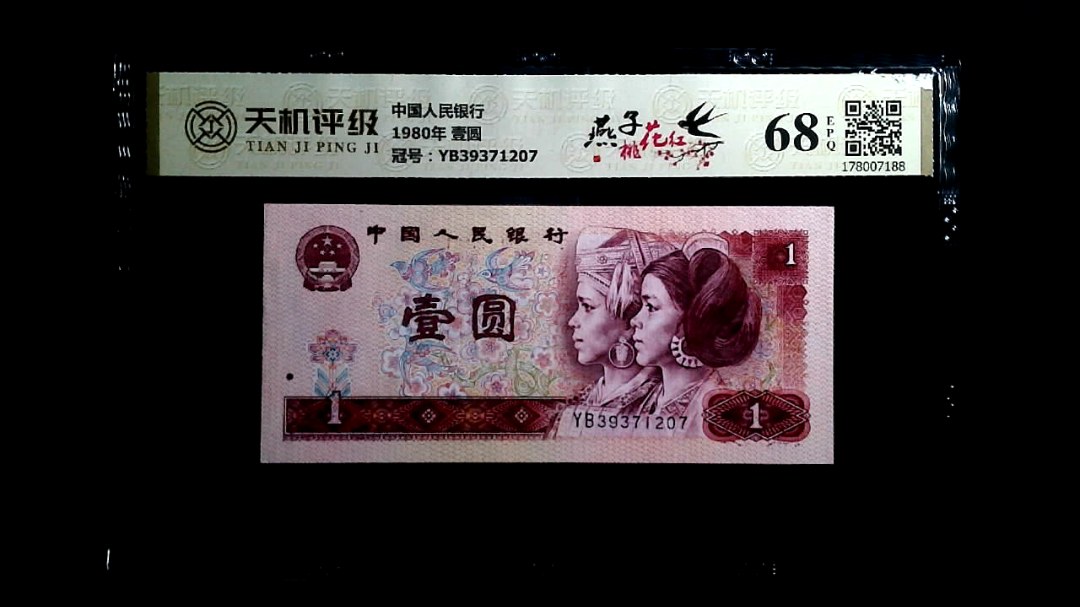 天机评级
TIAN JI PING JI
中国人民银行
1980年 壹圆
冠号：YB39371207
燕子
桃花红
68
EPQ
178007188
中国人民银行
1
壹圆
1
YB39371207
1